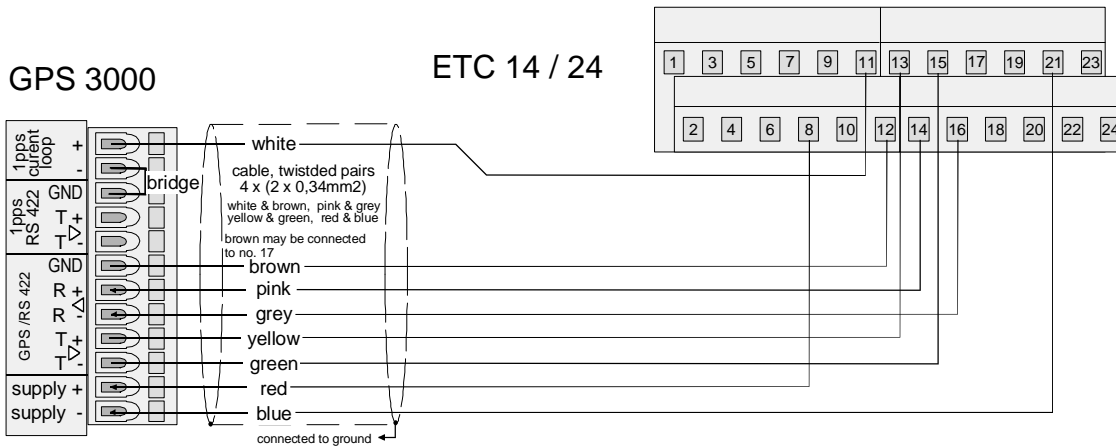 GPS 3000
ETC 14 / 24
1 3 5 7 9 11 13 15 17 19 21 23
2 4 6 8 10 12 14 16 18 20 22 24
1pps
curent
loop
+
-
1pps
RS 422
GND
T +
T -
GPS /RS 422
GND
R +
R -
T +
T -
supply +
supply -
bridge
white
cable, twistded pairs
4 x (2 x 0,34mm2)
white & brown, pink & grey
yellow & green, red & blue
brown may be connected
to no. 17
brown
pink
grey
yellow
green
red
blue
connected to ground